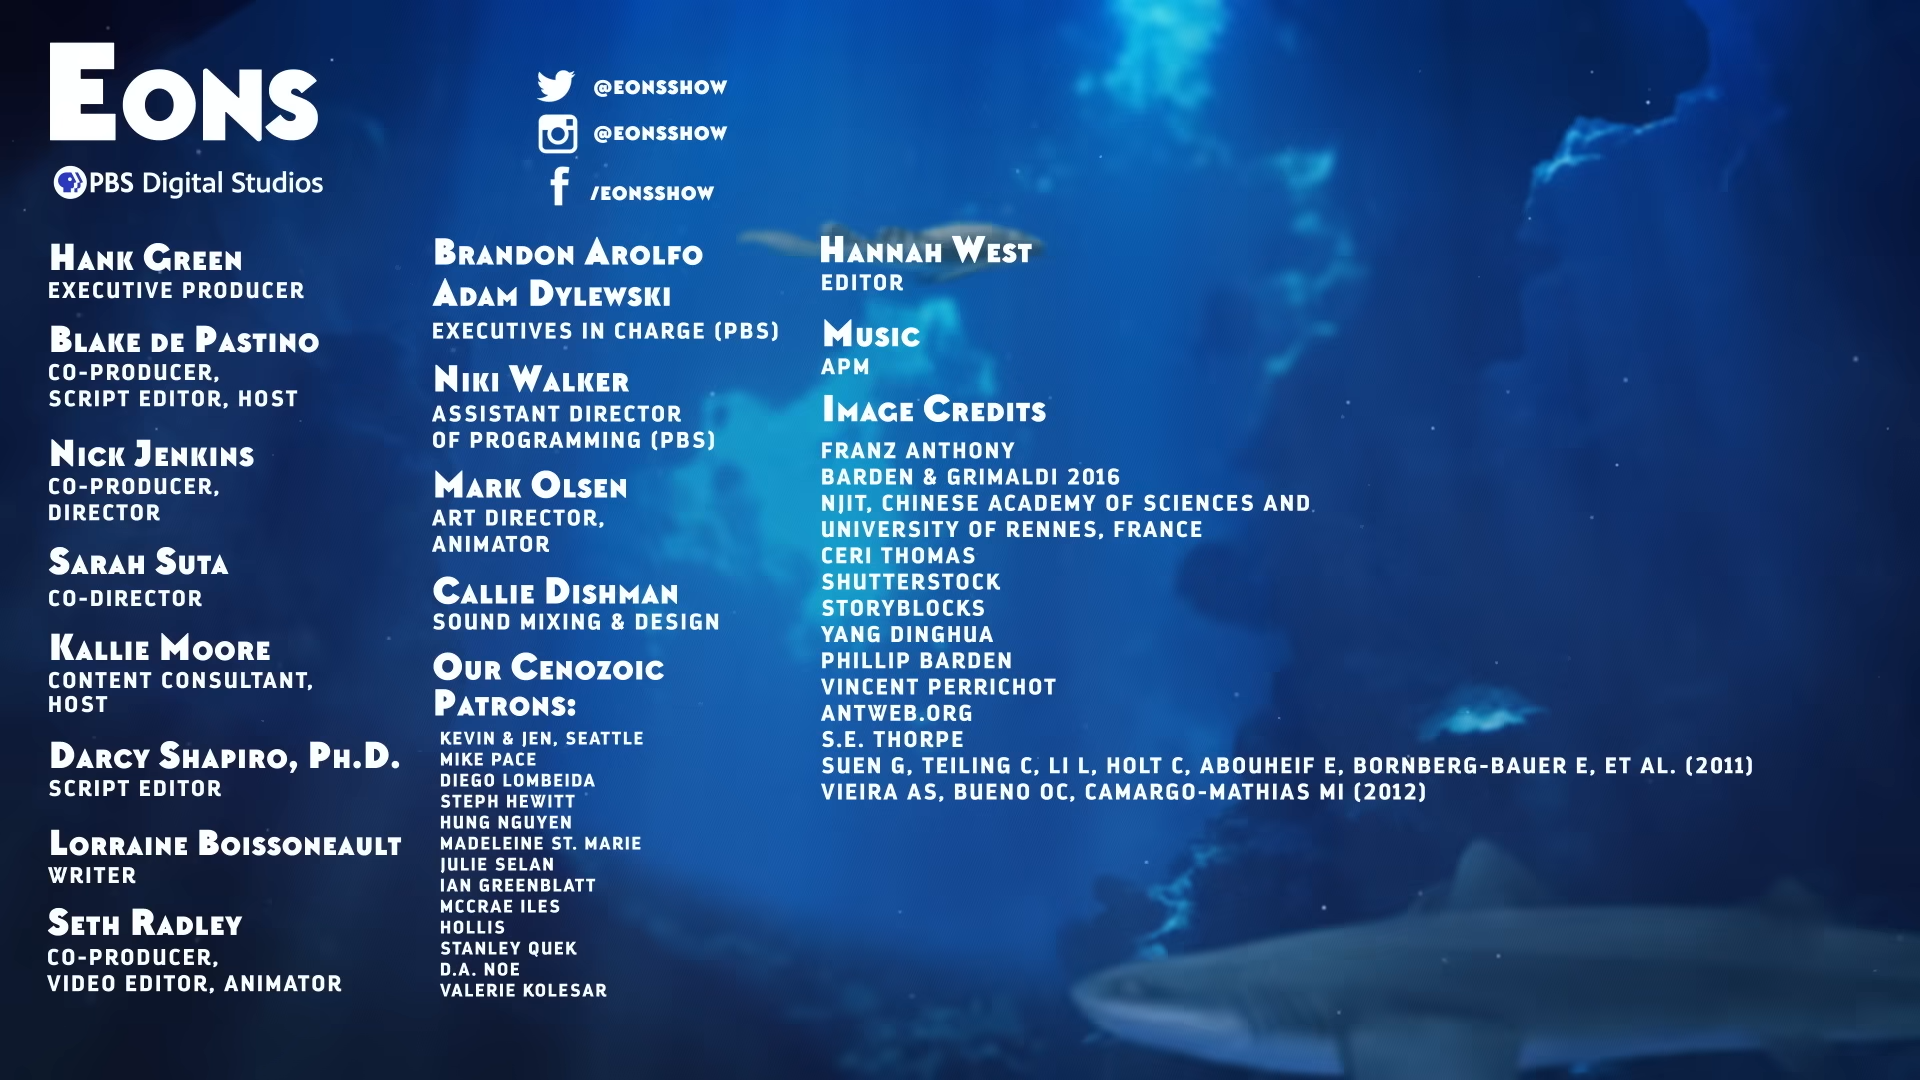 EONS
PBS Digital Studios
@EONSSHOW
@EONSSHOW
/EONSSHOW
HANK GREEN
EXECUTIVE PRODUCER
BLAKE DE PASTINO
CO-PRODUCER,
SCRIPT EDITOR, HOST
NICK JENKINS
CO-PRODUCER,
DIRECTOR
SARAH SUTA
CO-DIRECTOR
KALLIE MOORE
CONTENT CONSULTANT,
HOST
DARCY SHAPIRO, PH.D.
SCRIPT EDITOR
LORRAINE BOISSONEAULT
WRITER
SETH RADLEY
CO-PRODUCER,
VIDEO EDITOR, ANIMATOR
BRANDON AROLFO
ADAM DYLEWSKI
EXECUTIVES IN CHARGE (PBS)
NIKI WALKER
ASSISTANT DIRECTOR
OF PROGRAMMING (PBS)
MARK OLSEN
ART DIRECTOR,
ANIMATOR
CALLIE DISHMAN
SOUND MIXING & DESIGN
OUR CENOZOIC
PATRONS:
KEVIN & JEN, SEATTLE
MIKE PACE
DIEGO LOMBEIDA
STEPH HEWITT
HUNG NGUYEN
MADELEINE ST. MARIE
JULIE SELAN
IAN GREENBLATT
MCCRAE ILES
HOLLIS
STANLEY QUEK
D.A. NOE
VALERIE KOLESAR
HANNAH WEST
EDITOR
MUSIC
APM
IMAGE CREDITS
FRANZ ANTHONY
BARDEN & GRIMALDI 2016
NJIT, CHINESE ACADEMY OF SCIENCES AND
UNIVERSITY OF RENNES, FRANCE
CERI THOMAS
SHUTTERSTOCK
STORYBLOCKS
YANG DINGHUA
PHILLIP BARDEN
VINCENT PERRICHOT
ANTWEB.ORG
S.E. THORPE
SUEN G, TEILING C, LI L, HOLT C, ABOUHEIF E, BORNBERG-BAUER E, ET AL. (2011)
VIEIRA AS, BUENO OC, CAMARGO-MATHIAS MI (2012)